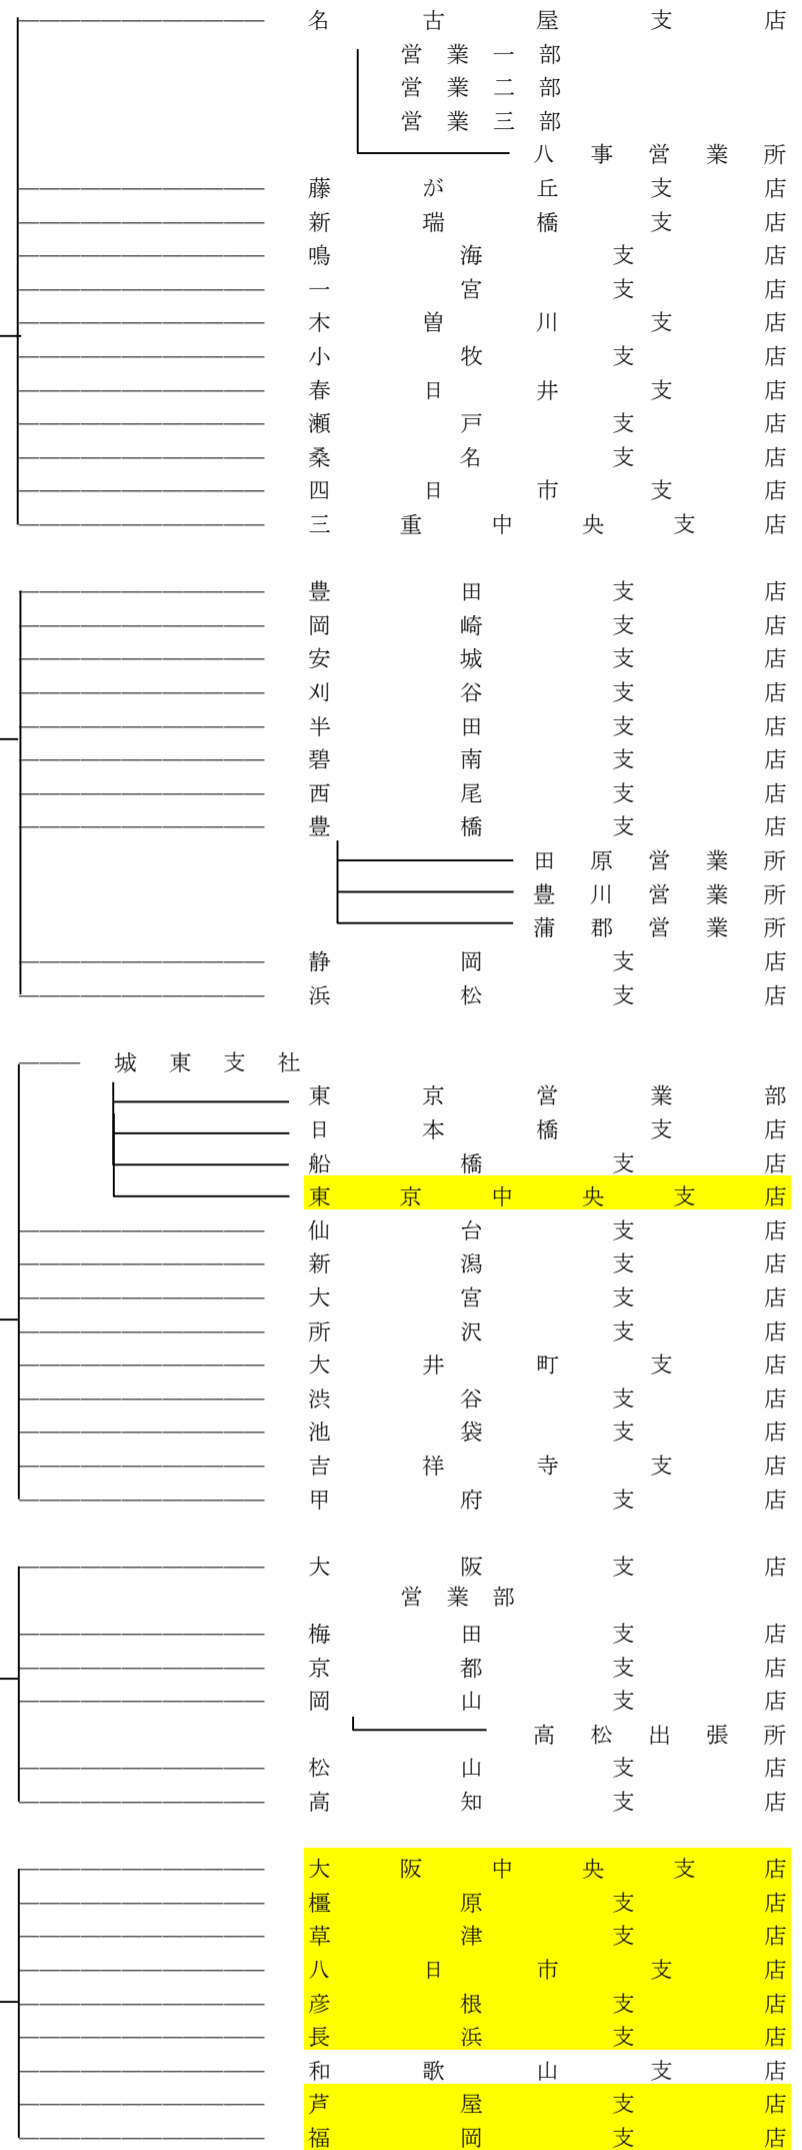 名古屋支店
営業一部
営業二部
営業三部
八事営業所
藤が丘支店
新瑞橋支店
鳴海支店
一宮支店
木曽川支店
小牧支店
春日井支店
瀬戸支店
桑名支店
四日市支店
三重中央支店
豊田支店
岡崎支店
安城支店
刈谷支店
半田支店
碧南支店
西尾支店
豊橋支店
田原営業所
豊川営業所
蒲郡営業所
静岡支店
浜松支店
城東支社
東京営業部
日本橋支店
船橋支店
東京中央支店
仙台支店
新潟支店
大宮支店
所沢支店
大井町支店
渋谷支店
池袋支店
吉祥寺支店
甲府支店
大阪支店
営業部
梅田支店
京都支店
岡山支店
高松出張所
松山支店
高知支店
大阪中央支店
橿原支店
草津支店
八日市支店
彦根支店
長浜支店
和歌山支店
芦屋支店
福岡支店